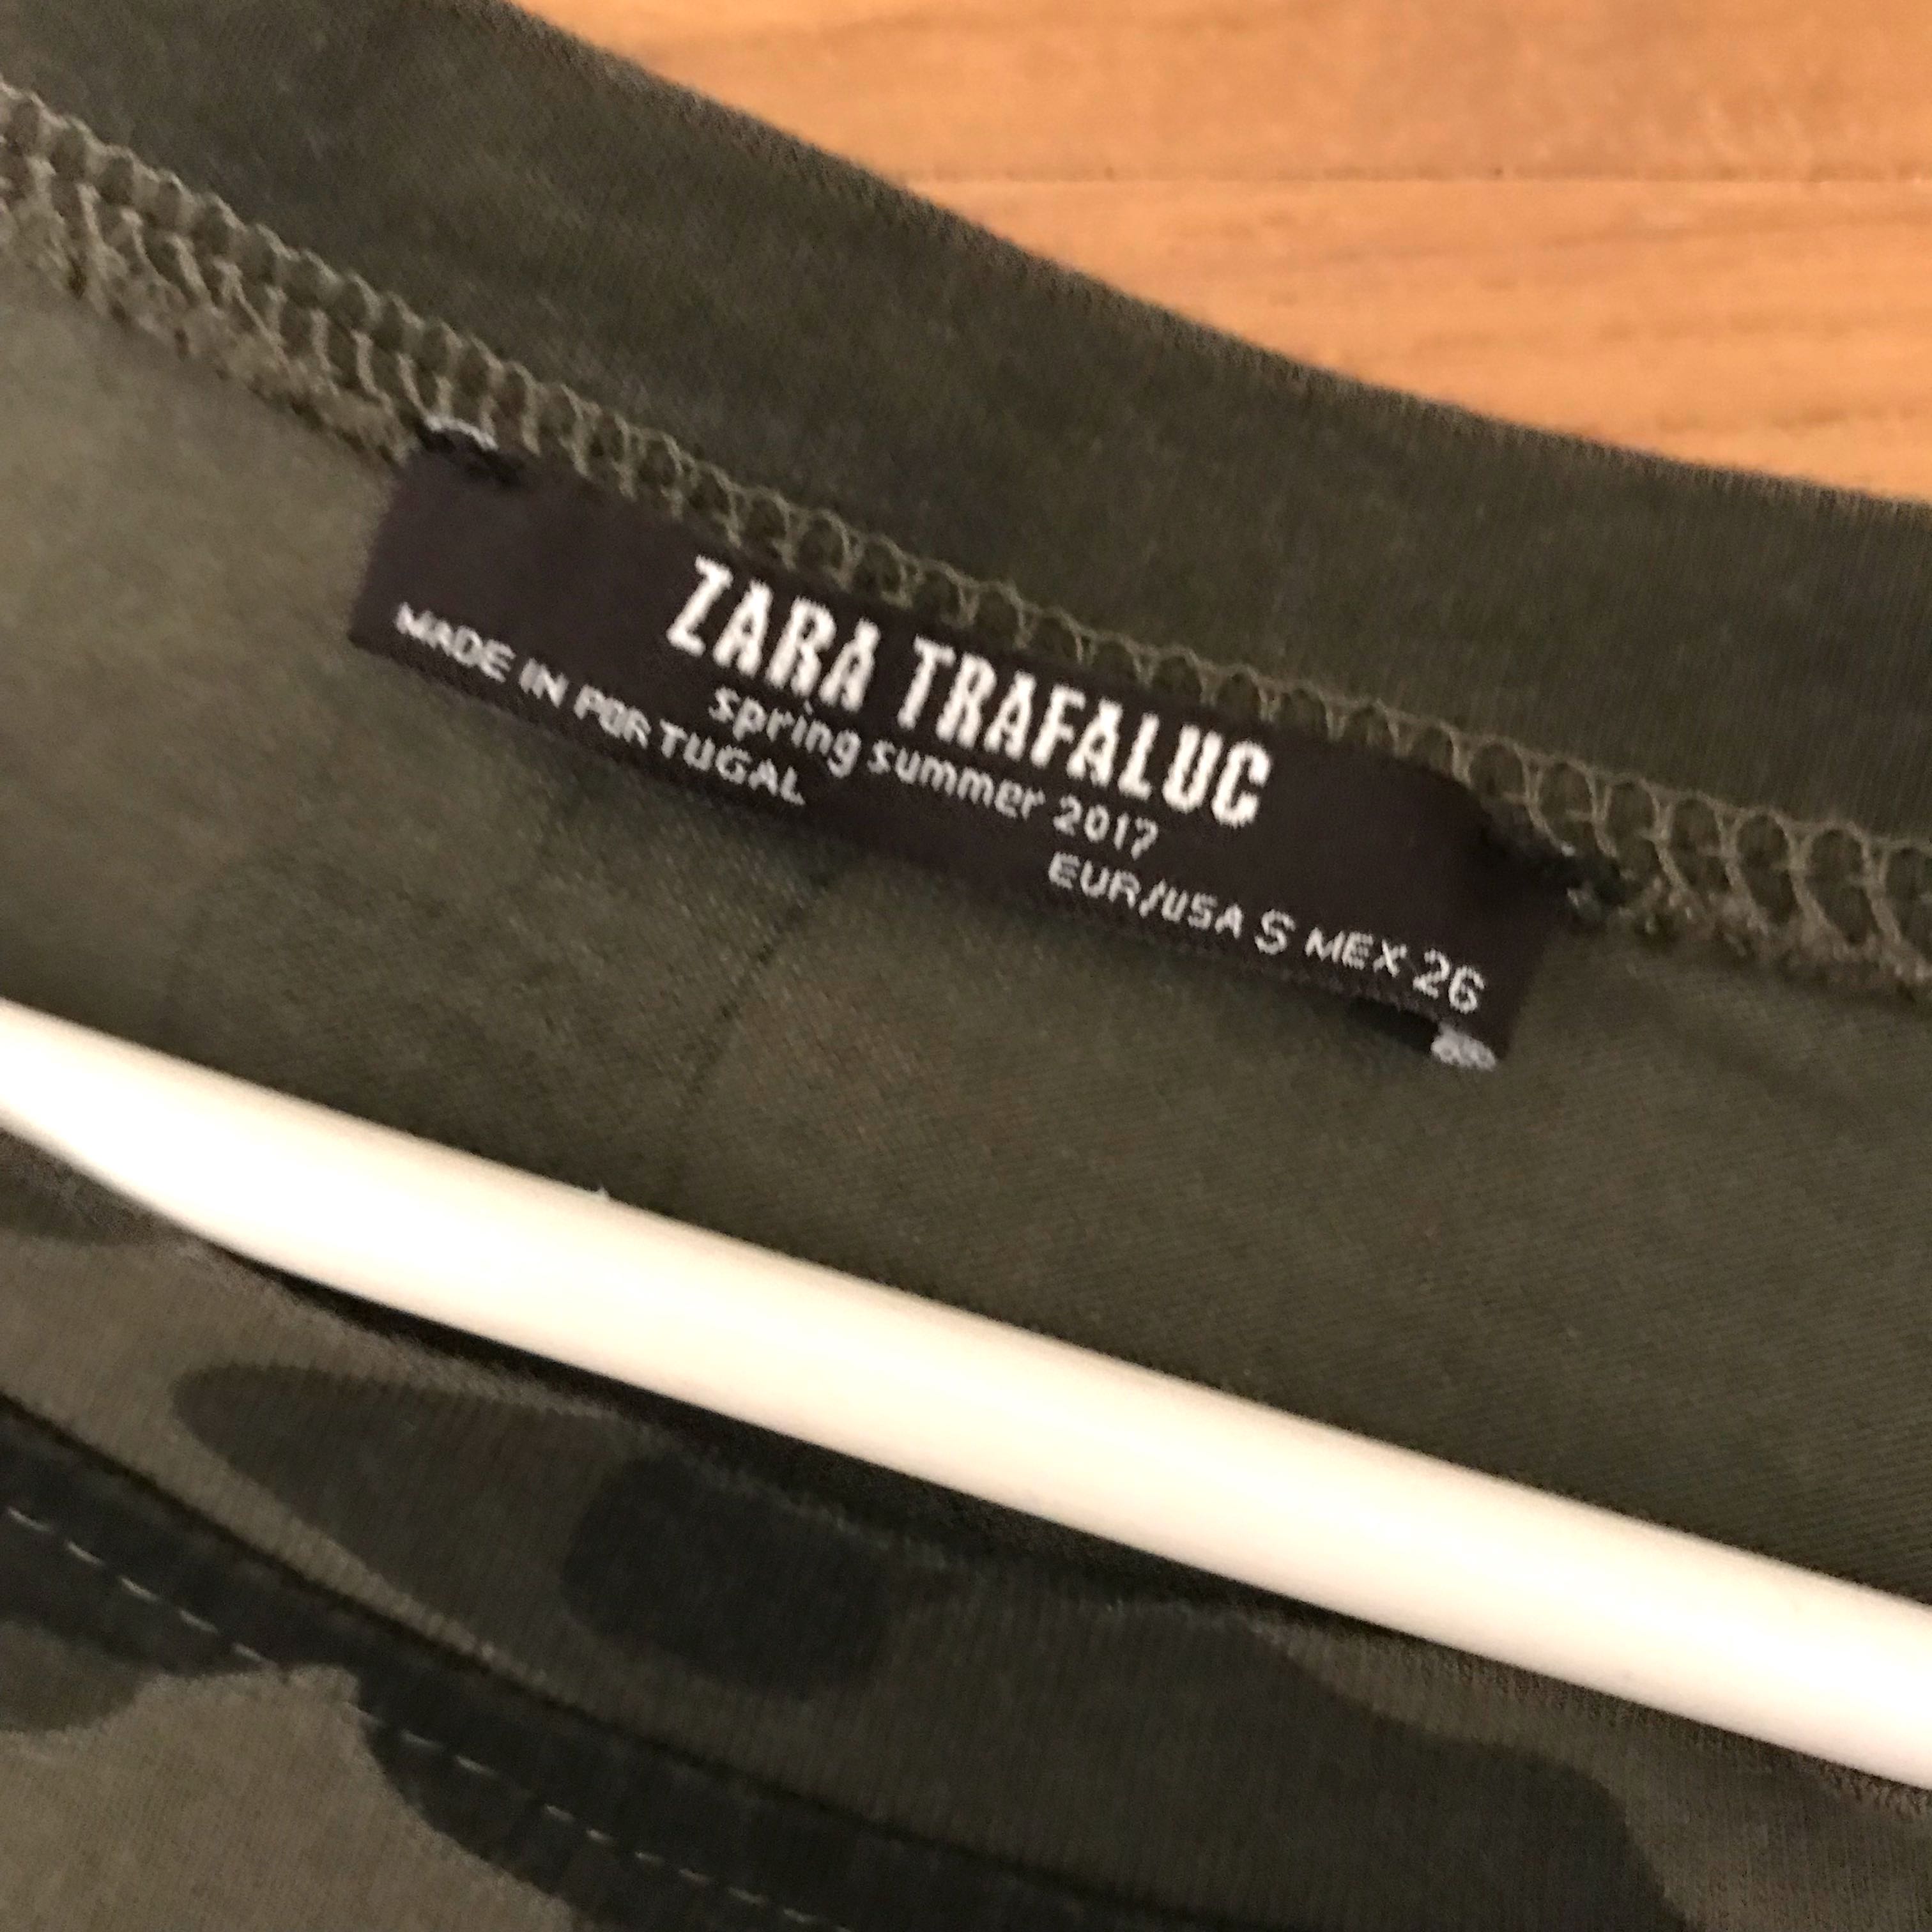 ZARA TRAFALUC
spring summer 2017
MADE IN PORTUGAL
EUR/USA S MEX 26